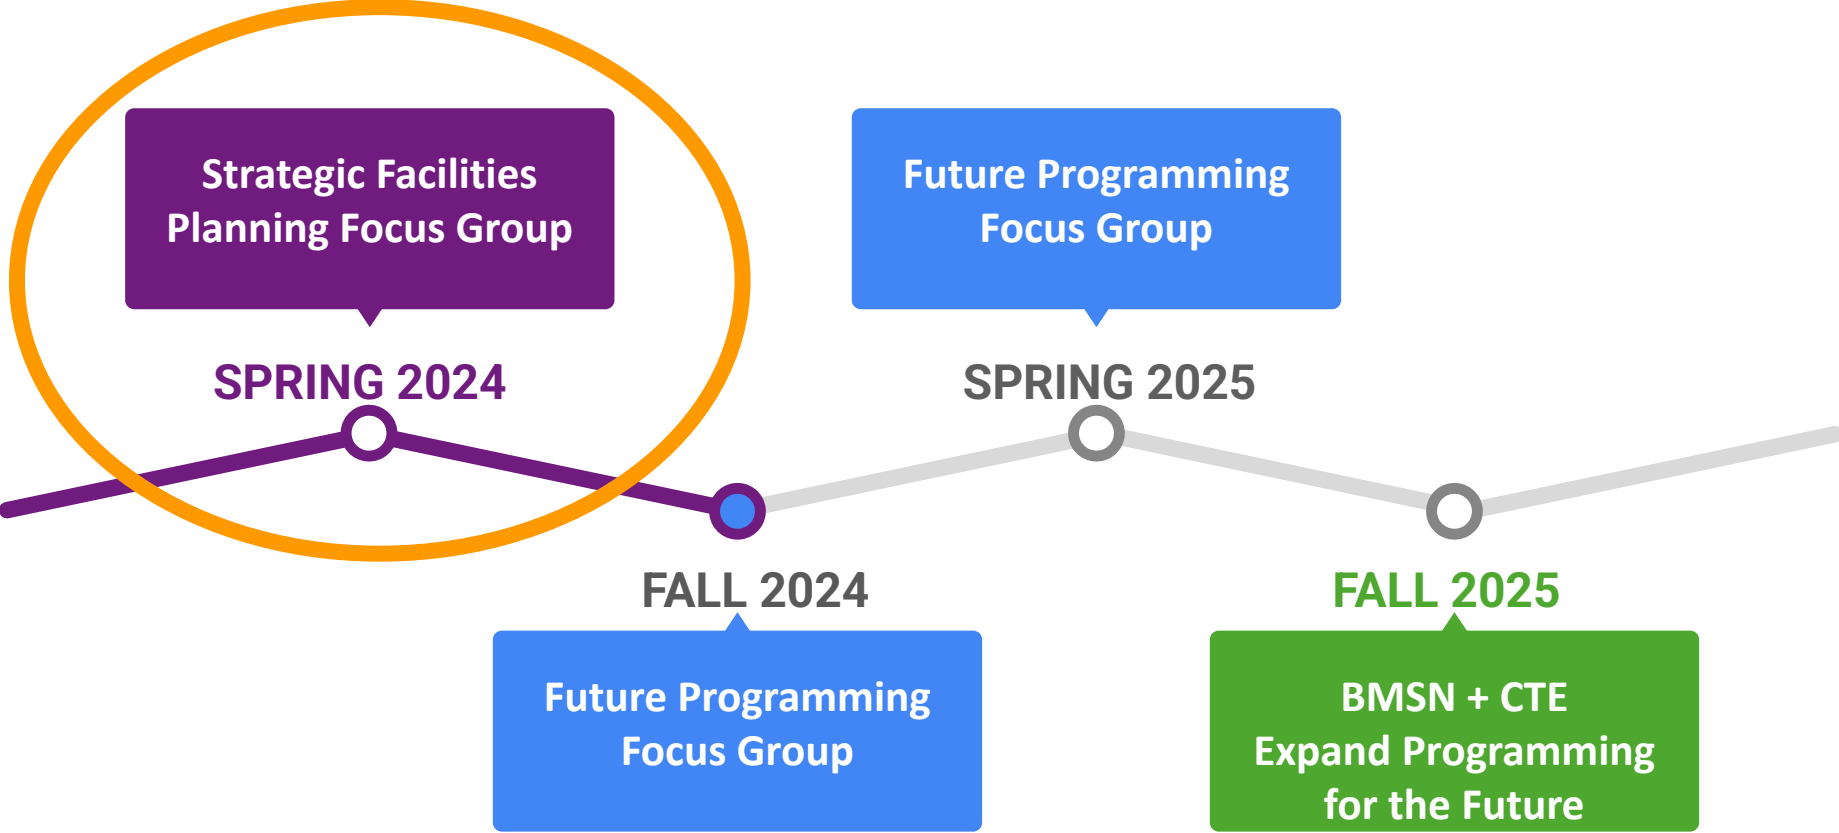 Strategic Facilities
Planning Focus Group
SPRING 2024
Future Programming
Focus Group
SPRING 2025
FALL 2024
Future Programming
Focus Group
FALL 2025
BMSN + CTE
Expand Programming
for the Future